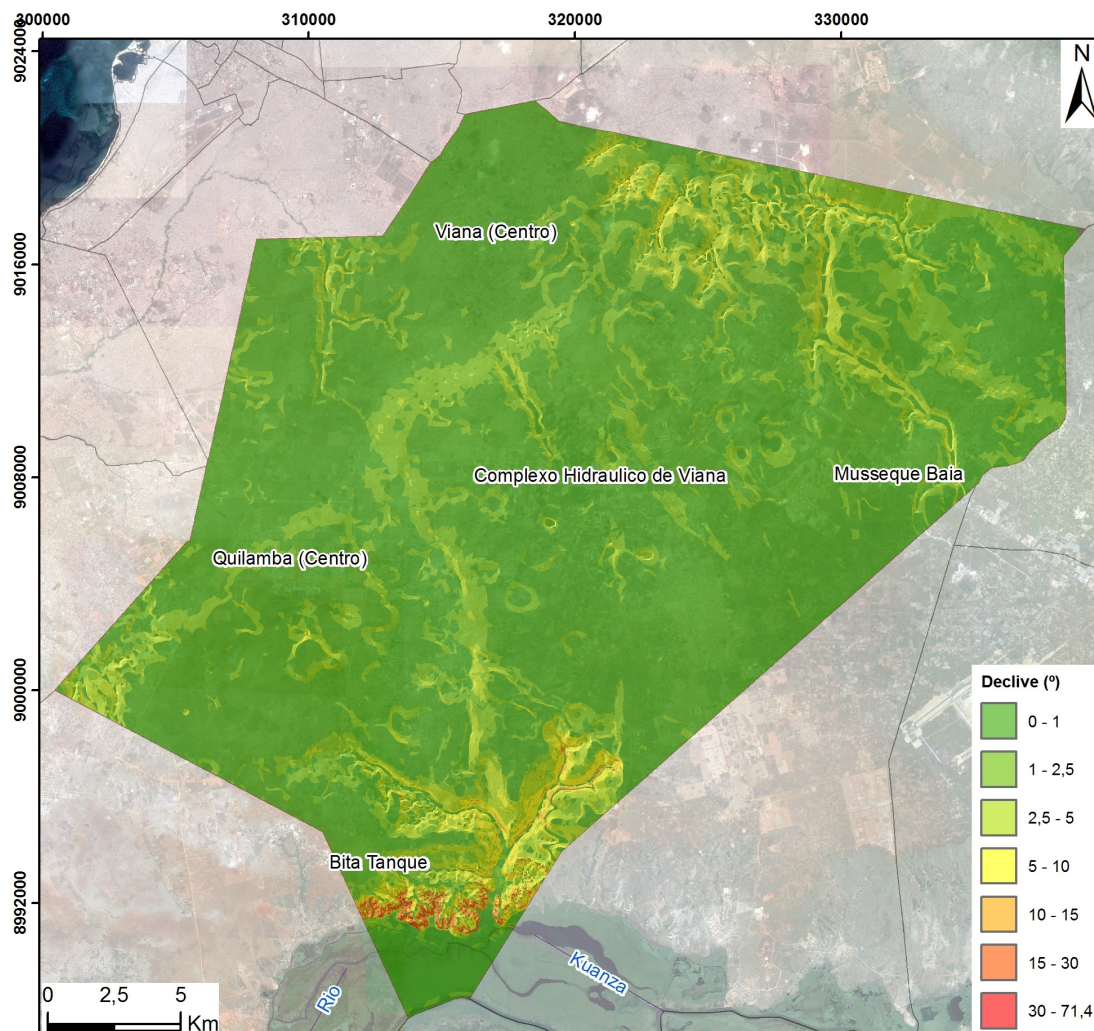 300000 310000 320000 330000
9024000
N
Viana (Centro)
9016000
9008000
Complexo Hidraulico de Viana
Musseque Baia
Quilamba (Centro)
9000000
Declive (º)
0 - 1
1 - 2,5
2,5 - 5
5 - 10
10 - 15
15 - 30
30 - 71,4
Bita Tanque
8992000
Rio
Kuanza
0 2,5 5
Km